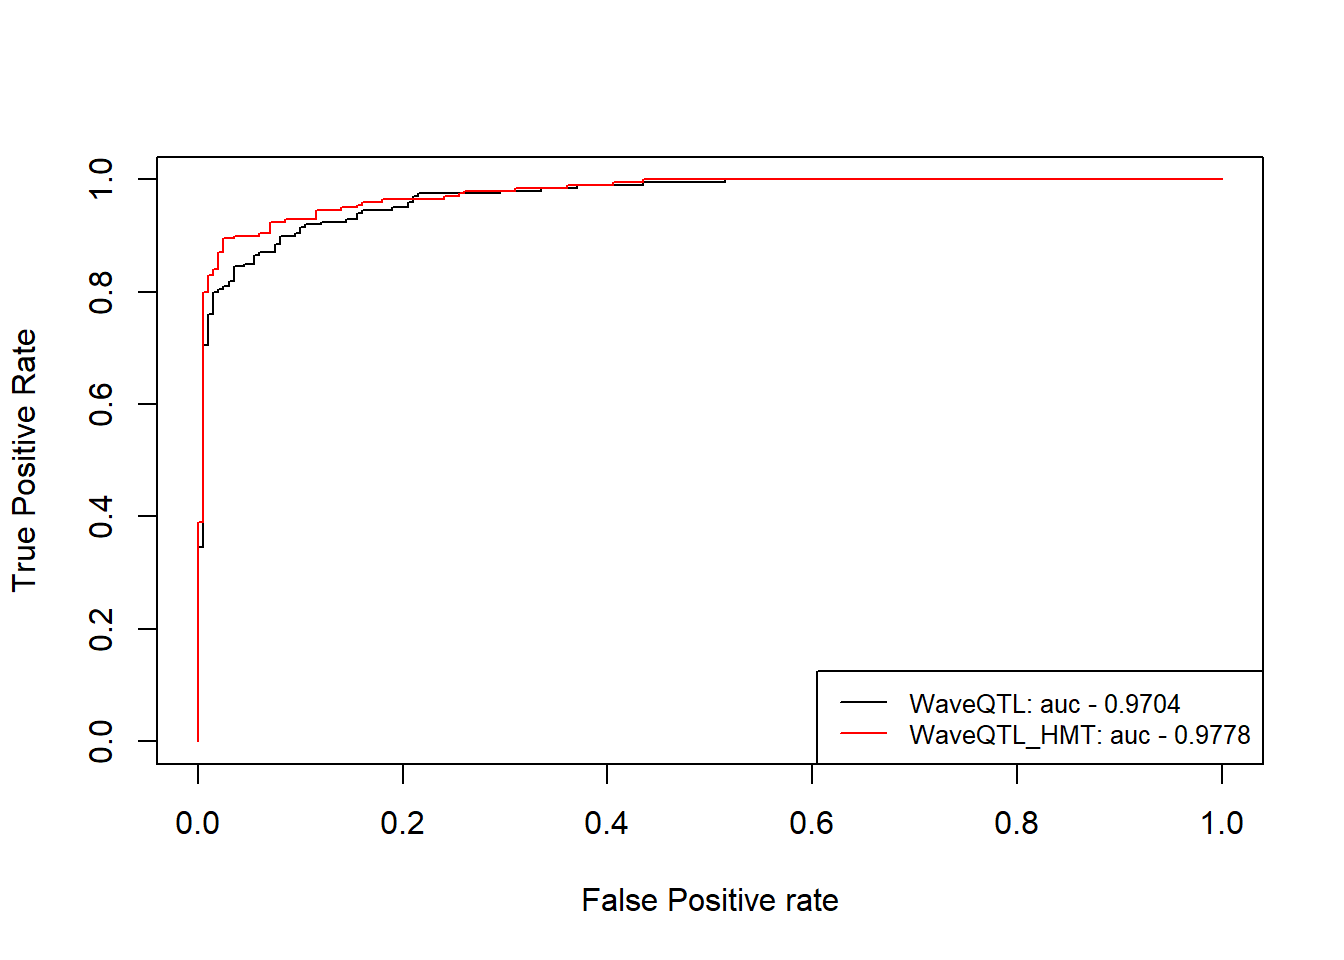 True Positive Rate
1.0
0.8
0.6
0.4
0.2
0.0
WaveQTL: auc - 0.9704
WaveQTL_HMT: auc - 0.9778
0.0 0.2 0.4 0.6 0.8 1.0
False Positive rate